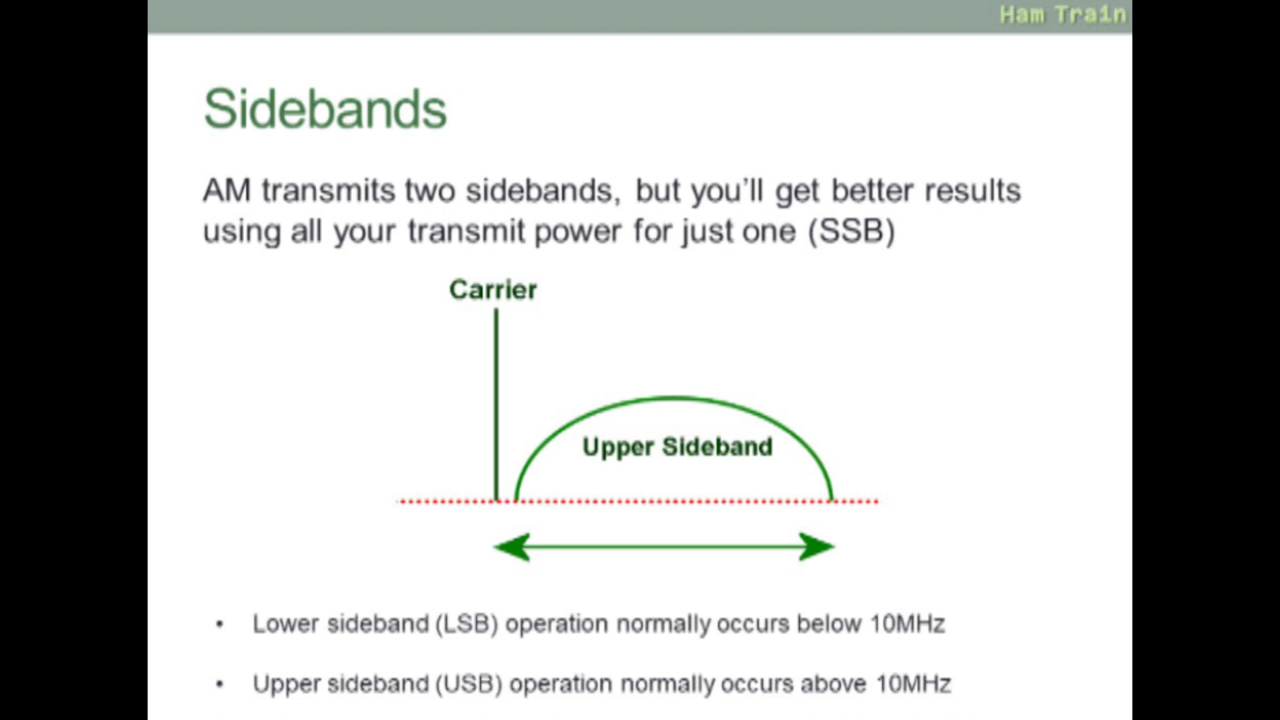 Ham Train
Sidebands
AM transmits two sidebands, but you'll get better results
using all your transmit power for just one (SSB)
Carrier
Upper Sideband
• Lower sideband (LSB) operation normally occurs below 10MHz
• Upper sideband (USB) operation normally occurs above 10MHz